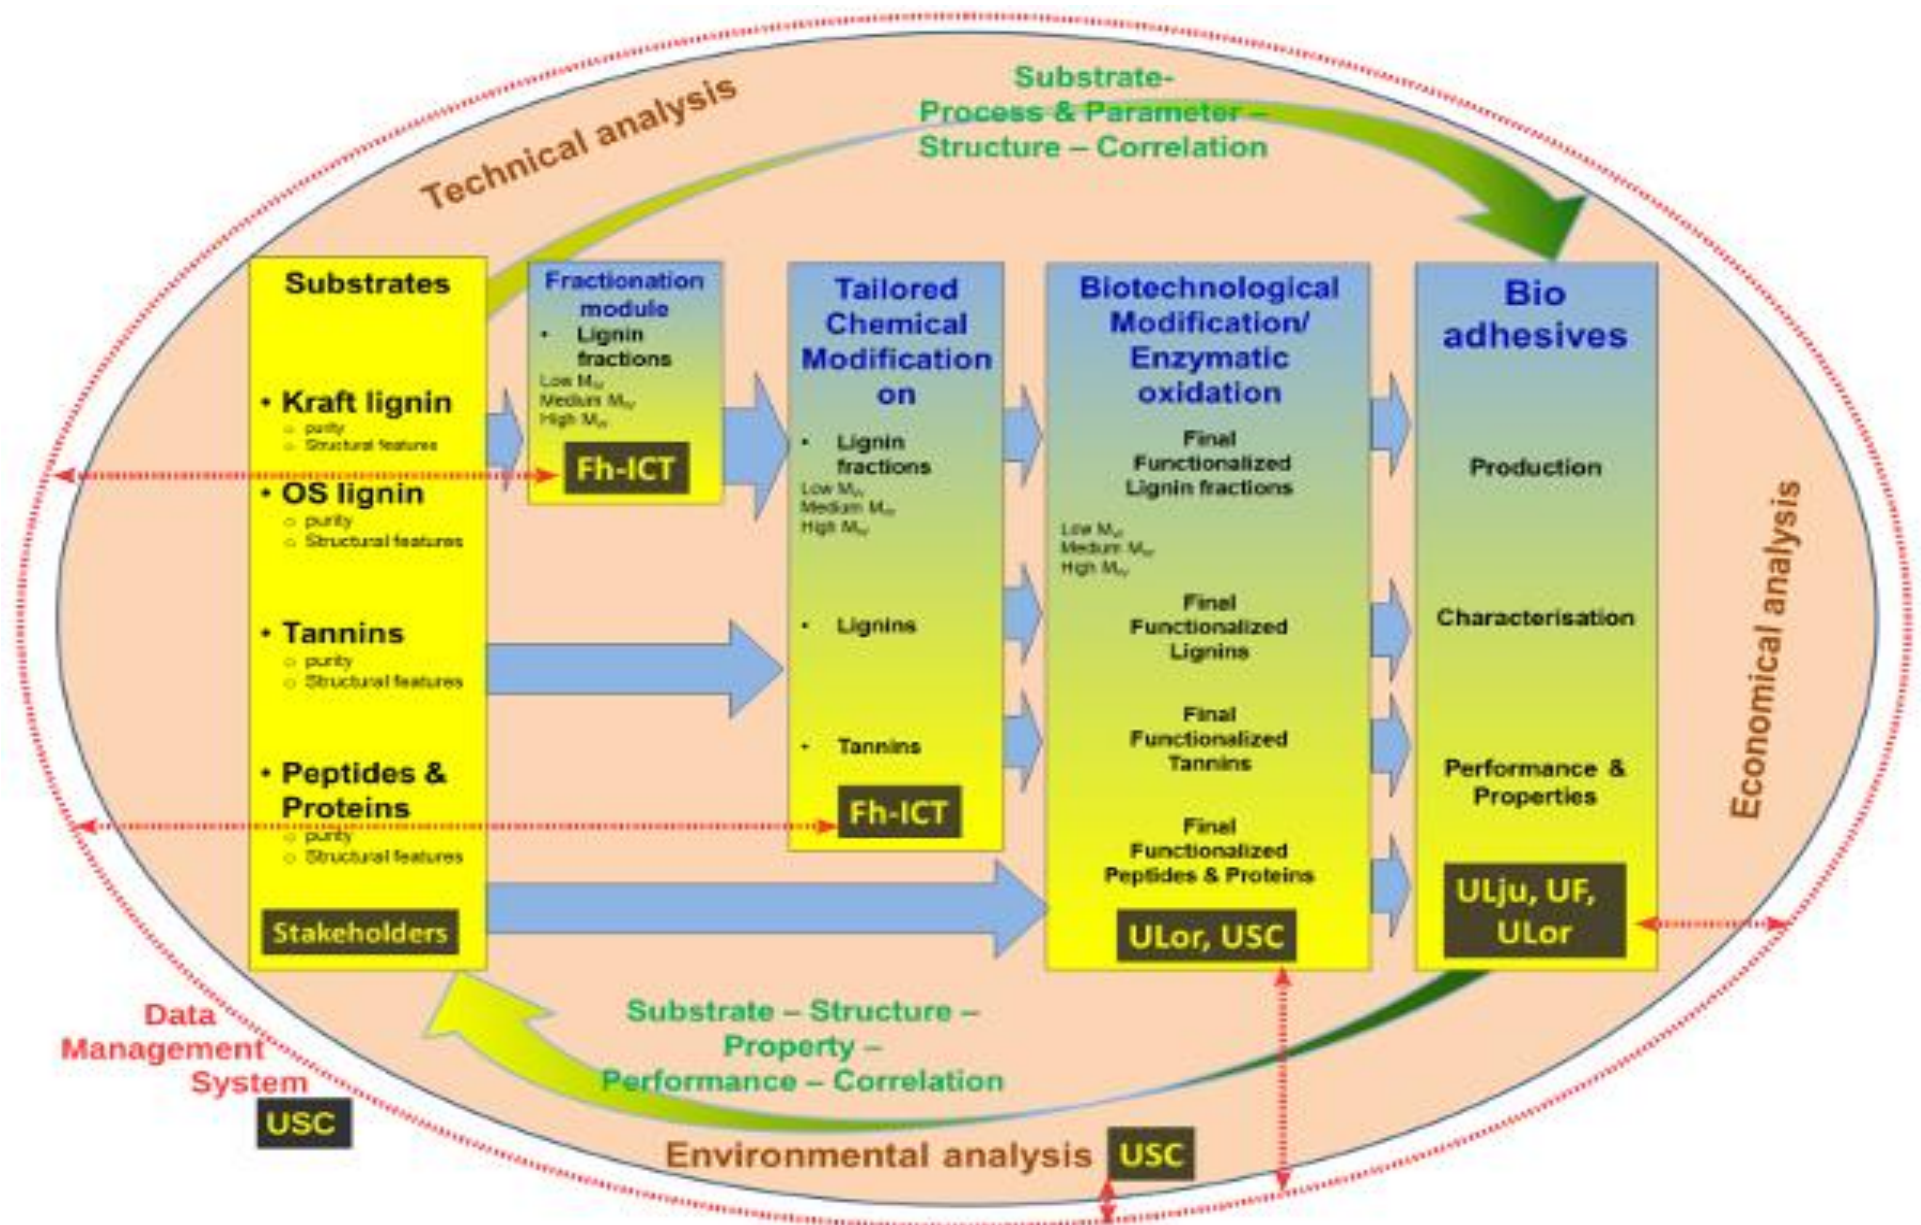 Technical analysis
Substrate-
Process & Parameter –
Structure – Correlation
Substrates
• Kraft lignin
o purity
o Structural features
• OS lignin
o purity
o Structural features
• Tannins
o purity
o Structural features
• Peptides &
Proteins
o purity
o Structural features
Stakeholders
Fractionation
module
• Lignin
fractions
Low Mw
Medium Mw
High Mw
Fh-ICT
Tailored
Chemical
Modification
on
• Lignin
fractions
Low Mw
Medium Mw
High Mw
• Lignins
• Tannins
Fh-ICT
Biotechnological
Modification/
Enzymatic
oxidation
Final
Functionalized
Lignin fractions
Low Mw
Medium Mw
High Mw
Final
Functionalized
Lignins
Final
Functionalized
Tannins
Final
Functionalized
Peptides & Proteins
ULor, USC
Bio
adhesives
Production
Characterisation
Performance &
Properties
ULju, UF,
ULor
Economical analysis
Data
Management
System
USC
Substrate – Structure –
Property –
Performance – Correlation
Environmental analysis
USC